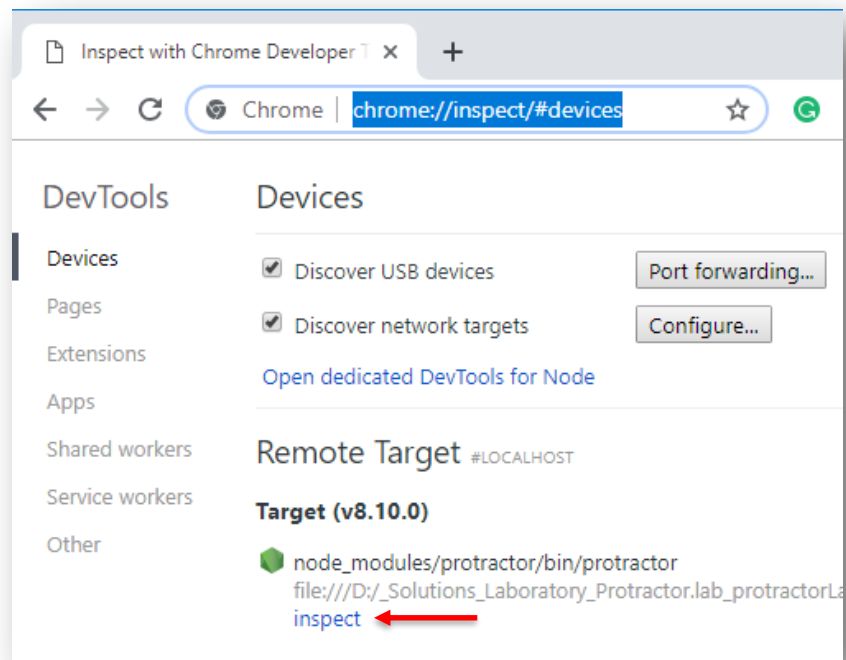 Inspect with Chrome Developer T
Chrome | chrome://inspect/#devices
DevTools
Devices
Devices
Pages
Extensions
Apps
Shared workers
Service workers
Other
Discover USB devices
Port forwarding...
Discover network targets
Configure...
Open dedicated DevTools for Node
Remote Target #LOCALHOST
Target (v8.10.0)
node_modules/protractor/bin/protractor
file:///D:/_Solutions_Laboratory_Protractor.lab_protractorLa
inspect